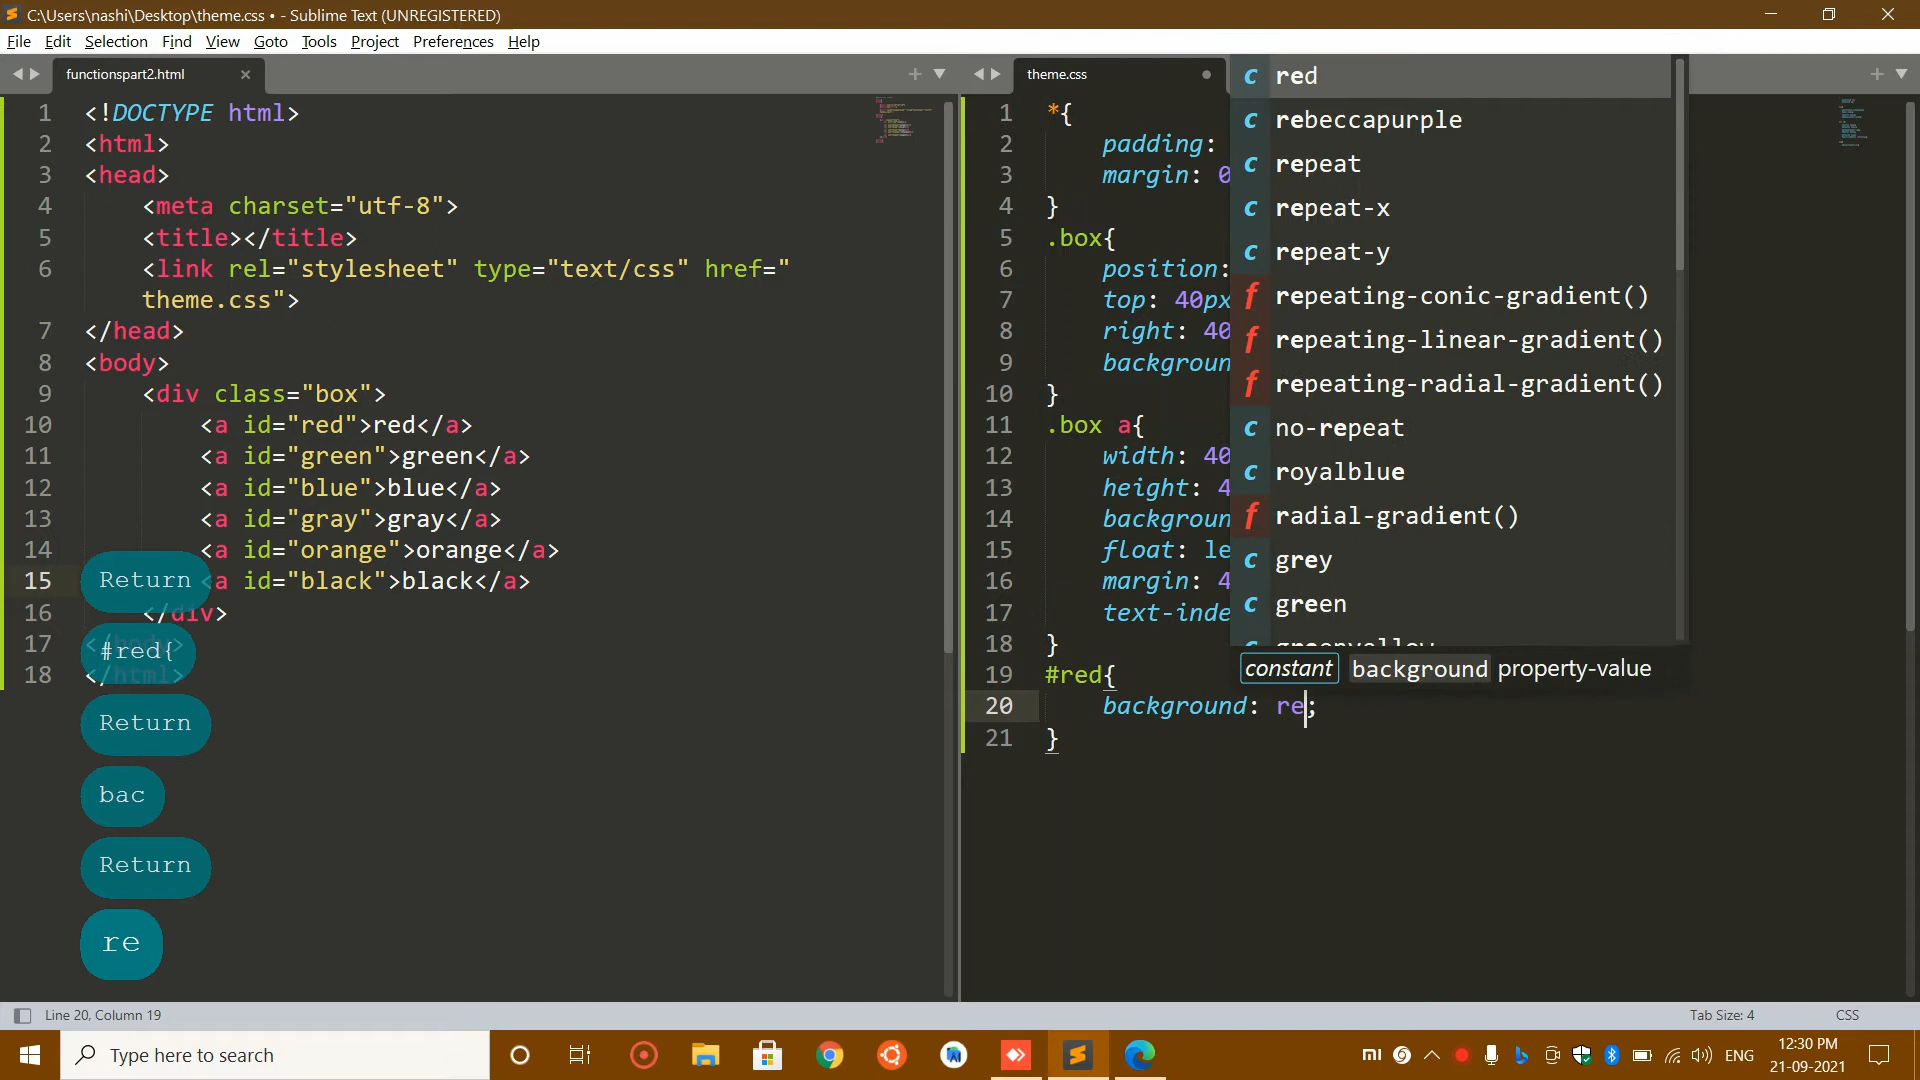 C:\Users\nashi\Desktop\theme.css • - Sublime Text (UNREGISTERED)
File Edit Selection Find View Goto Tools Project Preferences Help
functionspart2.html
1 <!DOCTYPE html>
2 <html>
3 <head>
4 <meta charset="utf-8">
5 <title></title>
6 <link rel="stylesheet" type="text/css" href="
theme.css">
7 </head>
8 <body>
9 <div class="box">
10 <a id="red">red</a>
11 <a id="green">green</a>
12 <a id="blue">blue</a>
13 <a id="gray">gray</a>
14 <a id="orange">orange</a>
15 <a id="black">black</a>
16 </div>
17 </body>
18 </html>
Return
#red{
Return
bac
Return
re
theme.css
1 *{
2 padding:
3 margin: 0
4 }
5 .box{
6 position:
7 top: 40px
8 right: 40
9 backgroun
10 }
11 .box a{
12 width: 40
13 height: 4
14 backgroun
15 float: le
16 margin: 4
17 text-inde
18 }
19 #red{
20 background: re;
21 }
c red
c rebeccapurple
c repeat
c repeat-x
c repeat-y
f repeating-conic-gradient()
f repeating-linear-gradient()
f repeating-radial-gradient()
c no-repeat
c royalblue
f radial-gradient()
c grey
c green
c greenyellow
constant background property-value
Line 20, Column 19
Tab Size: 4 CSS
Type here to search
ENG
12:30 PM
21-09-2021